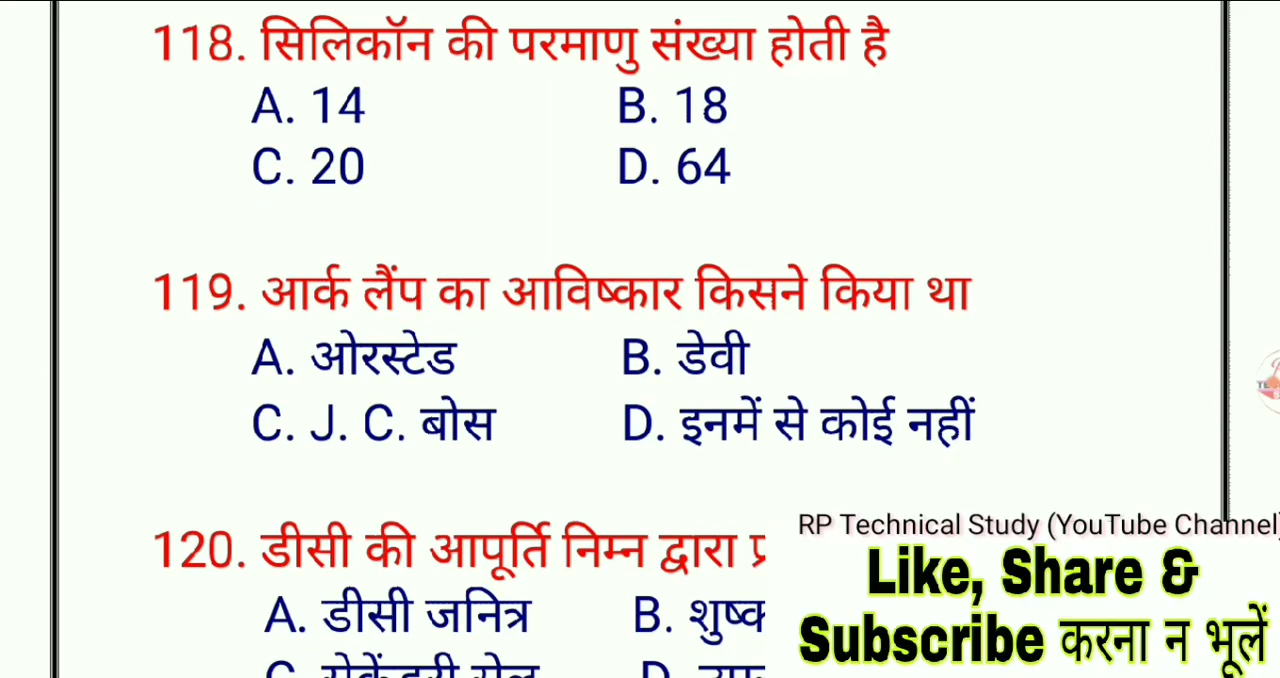 118. सिलिकॉन की परमाणु संख्या होती है
A. 14 B. 18
C. 20 D. 64
119. आर्क लैंप का आविष्कार किसने किया था
A. ओरस्टेड B. डेवी
C. J. C. बोस D. इनमें से कोई नहीं
120. डीसी की आपूर्ति निम्न द्वारा
A. डीसी जनित्र B. शुष्क
RP Technical Study (YouTube Channel)
Like, Share &
Subscribe करना न भूलें